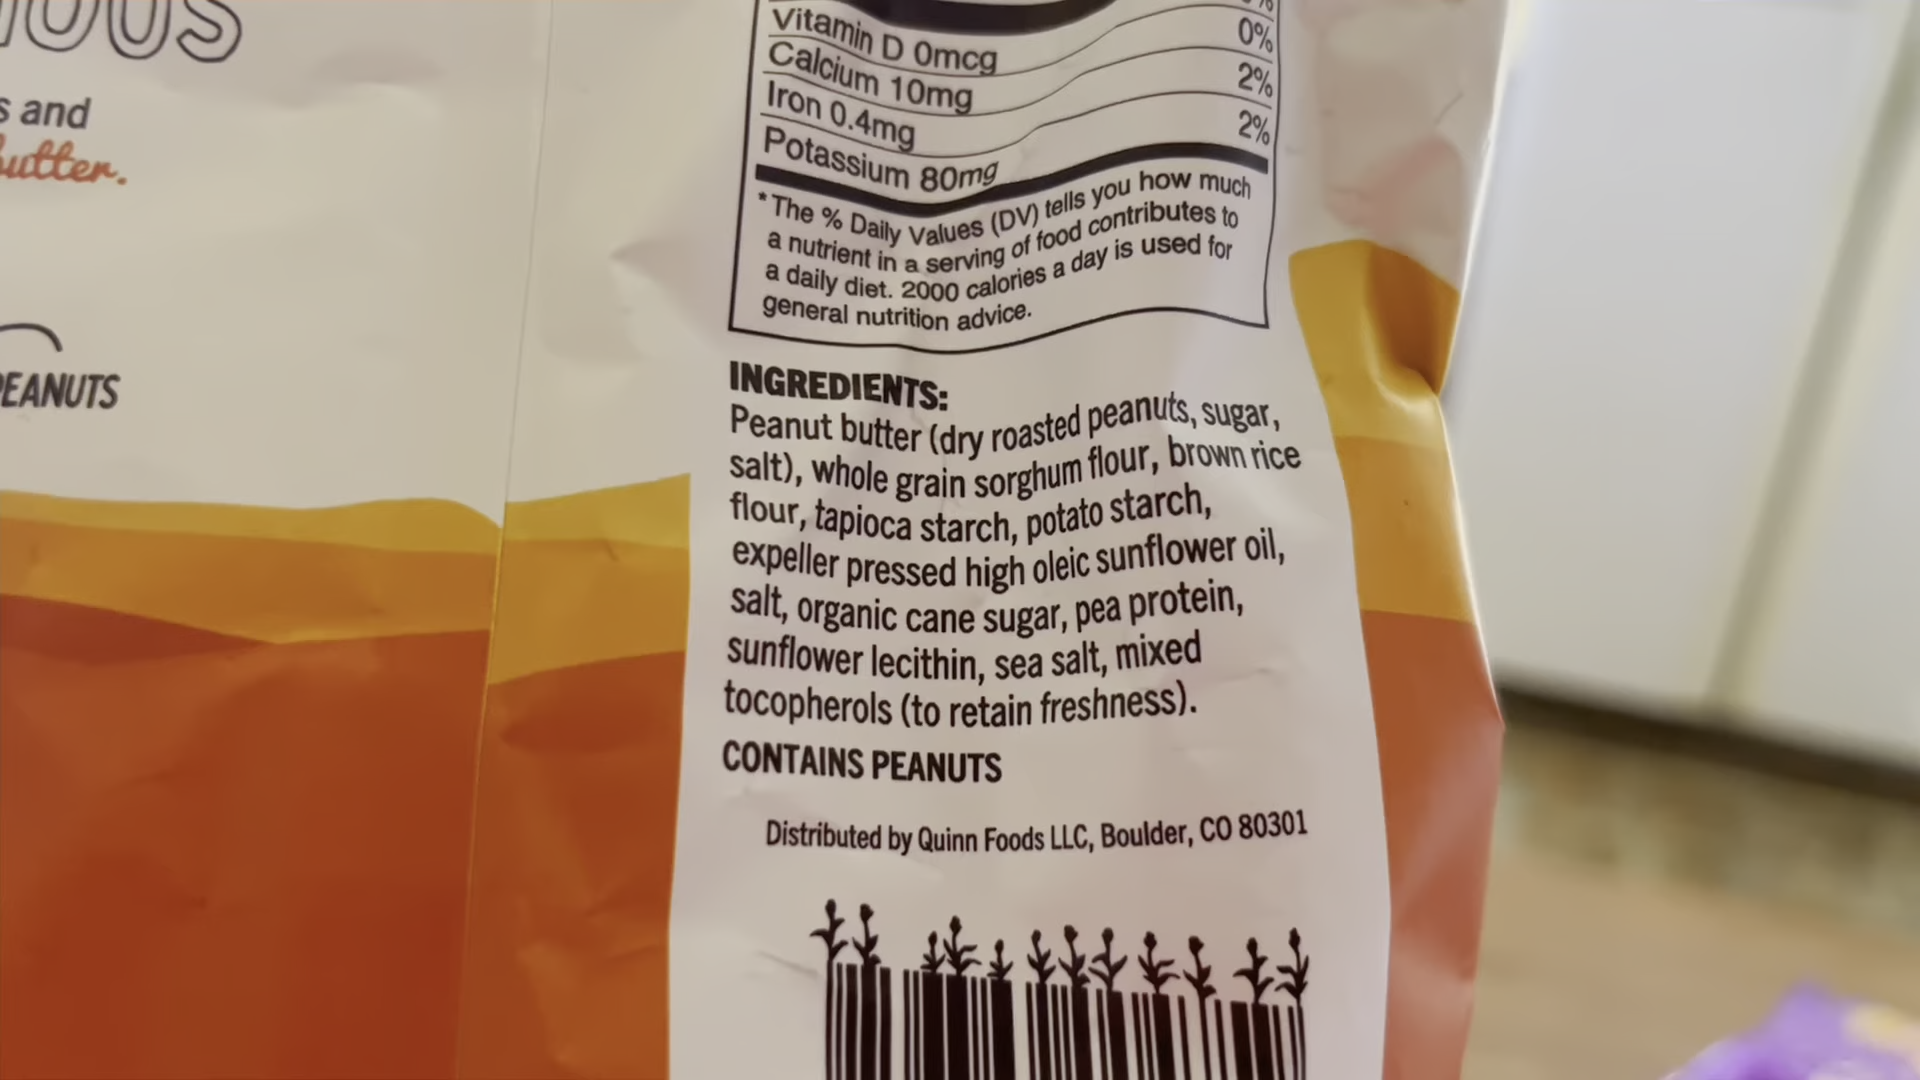 s and
butter.
PEANUTS
Vitamin D 0mcg 0%
Calcium 10mg 2%
Iron 0.4mg 2%
Potassium 80mg
*The % Daily Values (DV) tells you how much
a nutrient in a serving of food contributes to
a daily diet. 2000 calories a day is used for
general nutrition advice.
INGREDIENTS:
Peanut butter (dry roasted peanuts, sugar,
salt), whole grain sorghum flour, brown rice
flour, tapioca starch, potato starch,
expeller pressed high oleic sunflower oil,
salt, organic cane sugar, pea protein,
sunflower lecithin, sea salt, mixed
tocopherols (to retain freshness).
CONTAINS PEANUTS
Distributed by Quinn Foods LLC, Boulder, CO 80301